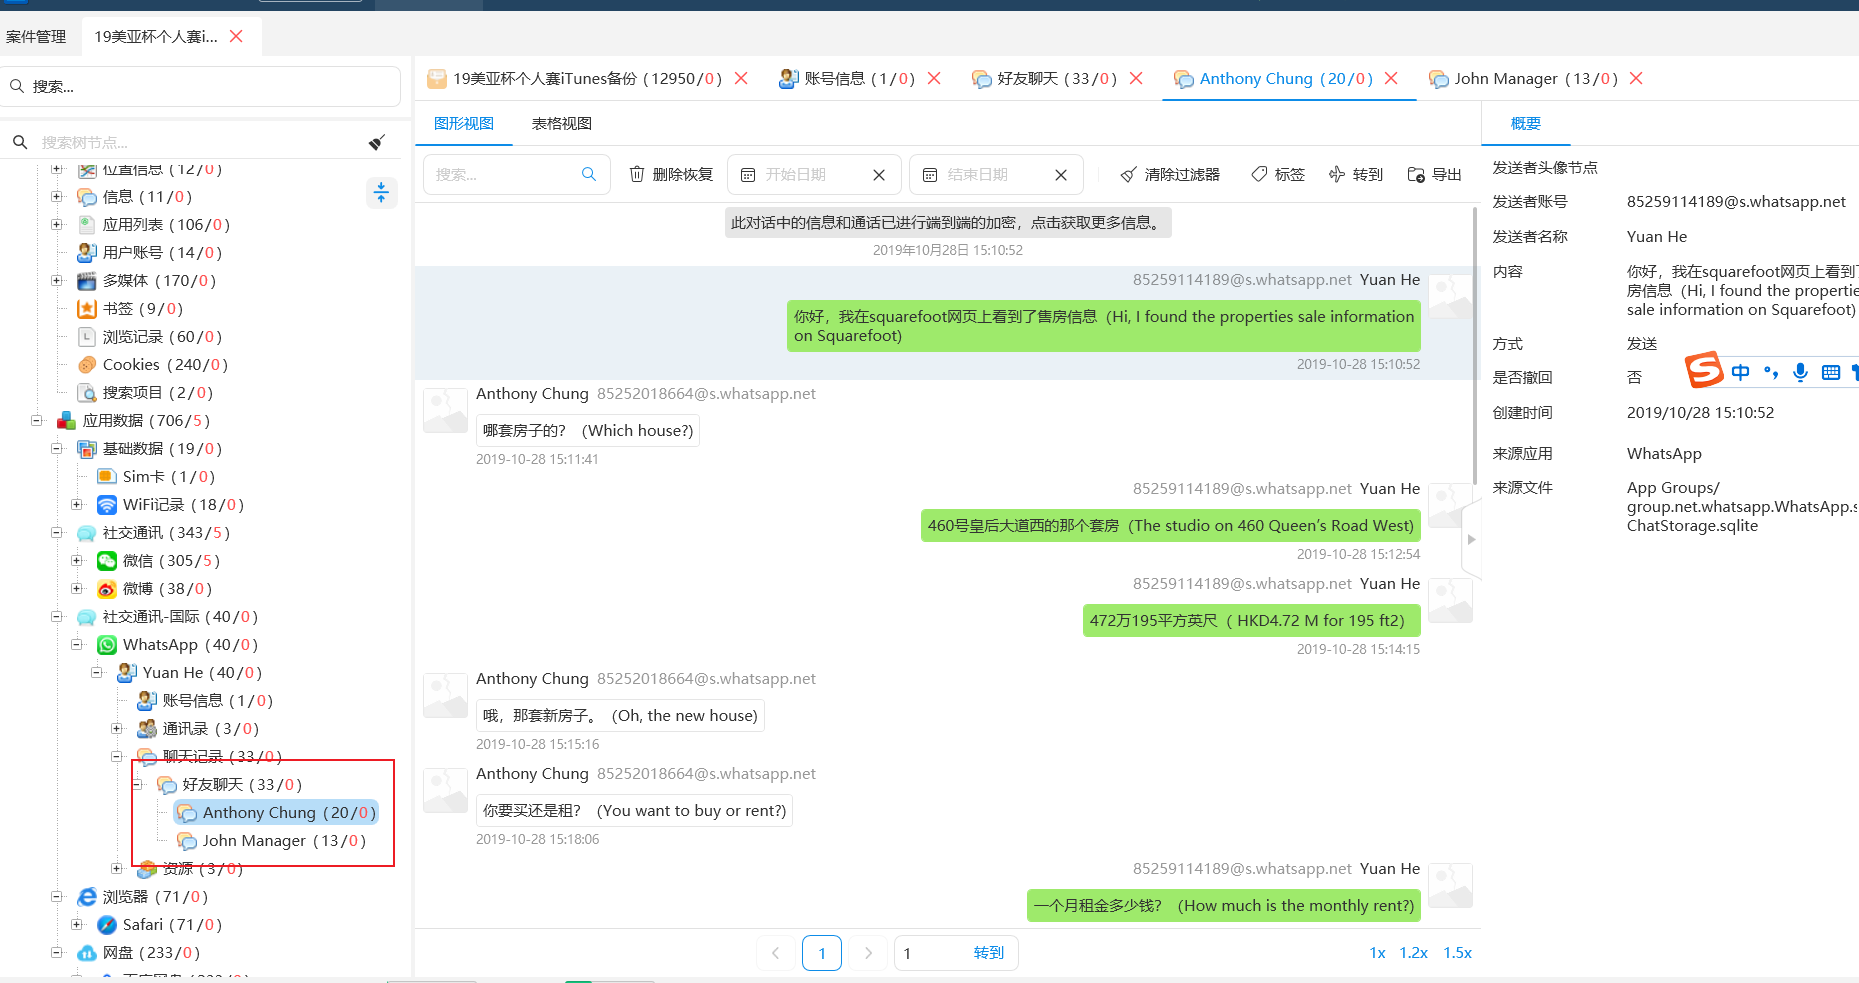 案件管理
19美亚杯个人赛i...
搜索...
搜索树节点...
位置信息 (12/0)
信息 (11/0)
应用列表 (106/0)
用户账号 (14/0)
多媒体 (170/0)
书签 (9/0)
浏览记录 (60/0)
Cookies (240/0)
搜索项目 (2/0)
应用数据 (706/5)
基础数据 (19/0)
Sim卡 (1/0)
WiFi记录 (18/0)
社交通讯 (343/5)
微信 (305/5)
微博 (38/0)
社交通讯-国际 (40/0)
WhatsApp (40/0)
Yuan He (40/0)
账号信息 (1/0)
通讯录 (3/0)
聊天记录 (33/0)
好友聊天 (33/0)
Anthony Chung (20/0)
John Manager (13/0)
资源 (3/0)
浏览器 (71/0)
Safari (71/0)
网盘 (233/0)
19美亚杯个人赛iTunes备份 (12950/0)
账号信息 (1/0)
好友聊天 (33/0)
Anthony Chung (20/0)
John Manager (13/0)
图形视图
表格视图
搜索...
删除恢复
开始日期
结束日期
清除过滤器
标签
转到
导出
此对话中的信息和通话已进行端到端的加密，点击获取更多信息。
2019年10月28日 15:10:52
85259114189@s.whatsapp.net Yuan He
你好，我在squarefoot网页上看到了售房信息（Hi, I found the properties sale information
on Squarefoot)
2019-10-28 15:10:52
Anthony Chung 85252018664@s.whatsapp.net
哪套房子的？（Which house?)
2019-10-28 15:11:41
85259114189@s.whatsapp.net Yuan He
460号皇后大道西的那个套房（The studio on 460 Queen’s Road West)
2019-10-28 15:12:54
85259114189@s.whatsapp.net Yuan He
472万195平方英尺（ HKD4.72 M for 195 ft2）
2019-10-28 15:14:15
Anthony Chung 85252018664@s.whatsapp.net
哦，那套新房子。（Oh, the new house)
2019-10-28 15:15:16
Anthony Chung 85252018664@s.whatsapp.net
你要买还是租？（You want to buy or rent?)
2019-10-28 15:18:06
85259114189@s.whatsapp.net Yuan He
一个月租金多少钱？（How much is the monthly rent?)
1
1
转到
1x 1.2x 1.5x
概要
发送者头像节点
发送者账号 85259114189@s.whatsapp.net
发送者名称 Yuan He
内容 你好，我在squarefoot网页上看到了
房信息（Hi, I found the propertie
sale information on Squarefoot)
方式 发送
是否撤回 否
中
创建时间 2019/10/28 15:10:52
来源应用 WhatsApp
来源文件 App Groups/
group.net.whatsapp.WhatsApp.s
ChatStorage.sqlite